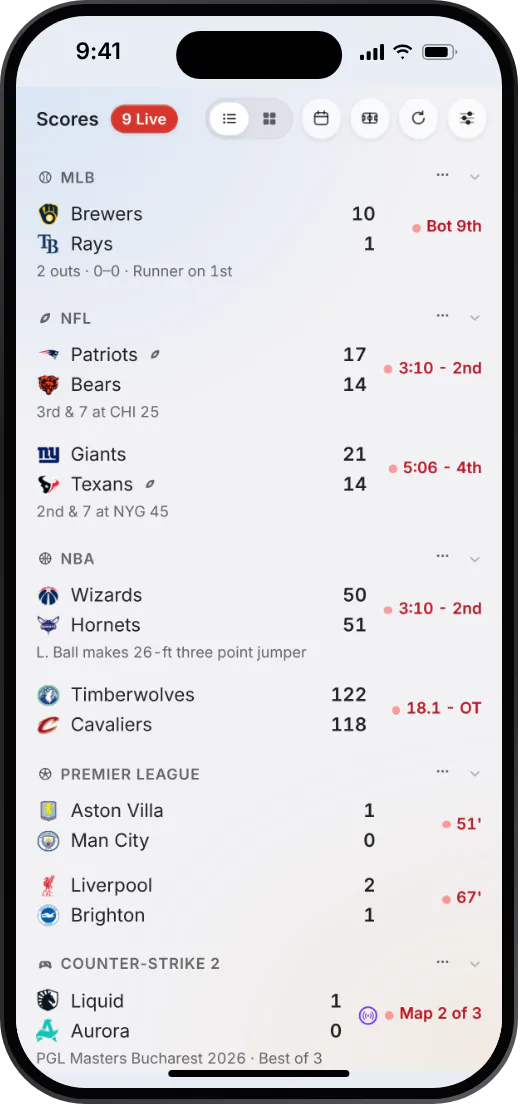 9:41
Scores 9 Live
MLB
Brewers 10
Bot 9th
Rays 1
2 outs · 0–0 · Runner on 1st
NFL
Patriots 17
3:10 - 2nd
Bears 14
3rd & 7 at CHI 25
Giants 21
5:06 - 4th
Texans 14
2nd & 7 at NYG 45
NBA
Wizards 50
3:10 - 2nd
Hornets 51
L. Ball makes 26-ft three point jumper
Timberwolves 122
18.1 - OT
Cavaliers 118
PREMIER LEAGUE
Aston Villa 1
51'
Man City 0
Liverpool 2
67'
Brighton 1
COUNTER-STRIKE 2
Liquid 1
Map 2 of 3
Aurora 0
PGL Masters Bucharest 2026 · Best of 3